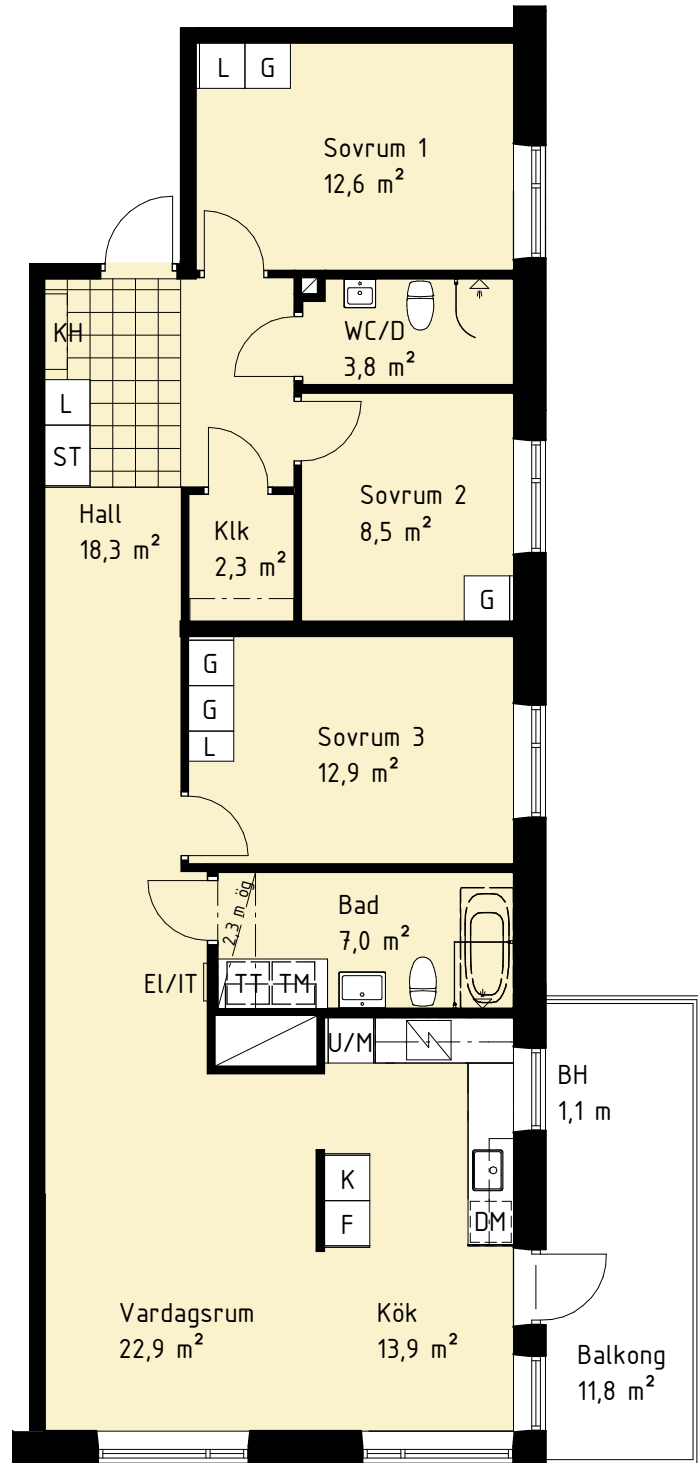 L
G
Sovrum 1
12,6 m²
KH
WC/D
3,8 m²
L
ST
Sovrum 2
8,5 m²
Hall
18,3 m²
Klk
2,3 m²
G
G
G
L
Sovrum 3
12,9 m²
2.3 m ög
Bad
7,0 m²
El/IT
TT
TM
U/M
BH
1,1 m
K
F
DM
Vardagsrum
22,9 m²
Kök
13,9 m²
Balkong
11,8 m²